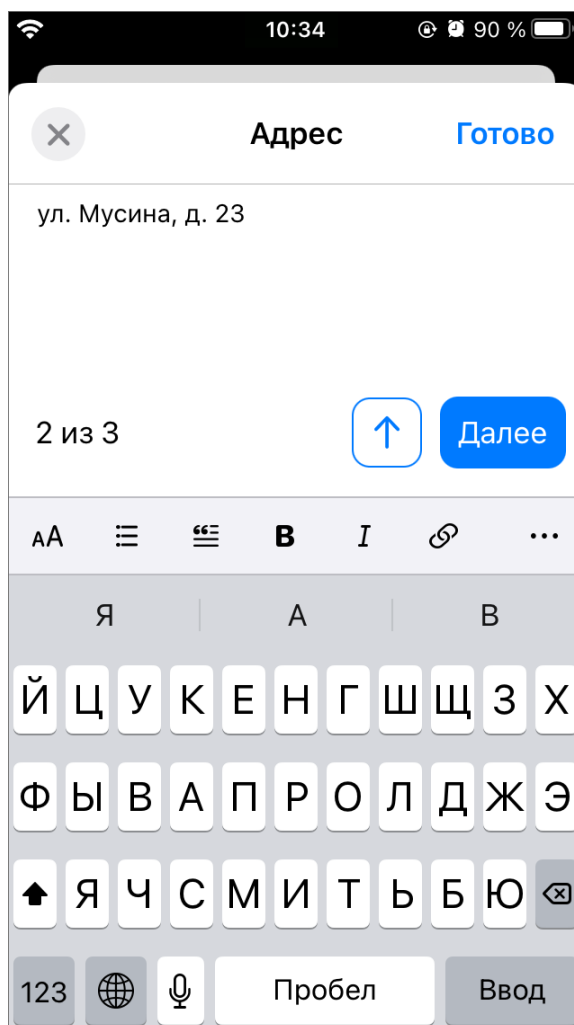 10:34 90 %
Адрес Готово
ул. Мусина, д. 23
2 из 3 Далее
AA B I
Я А В
Й Ц У К Е Н Г Ш Щ З Х
Ф Ы В А П Р О Л Д Ж Э
Я Ч С М И Т Ь Б Ю
123 Пробел Ввод